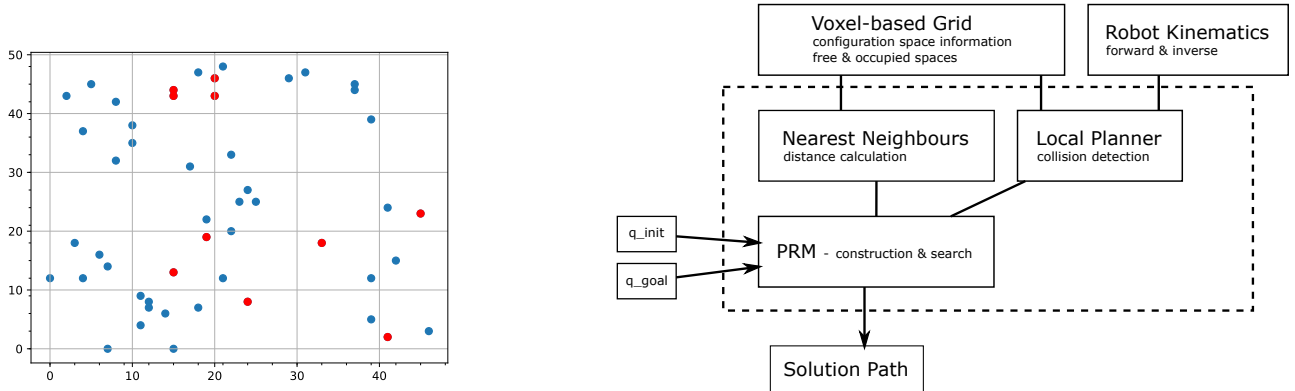 50
40
30
20
10
0
0 10 20 30 40
Voxel-based Grid
configuration space information
free & occupied spaces
Robot Kinematics
forward & inverse
Nearest Neighbours
distance calculation
Local Planner
collision detection
q_init
q_goal
PRM - construction & search
Solution Path